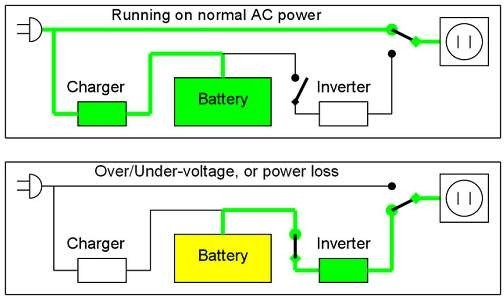 Running on normal AC power
Charger
Battery
Inverter
Over/Under-voltage, or power loss
Charger
Battery
Inverter